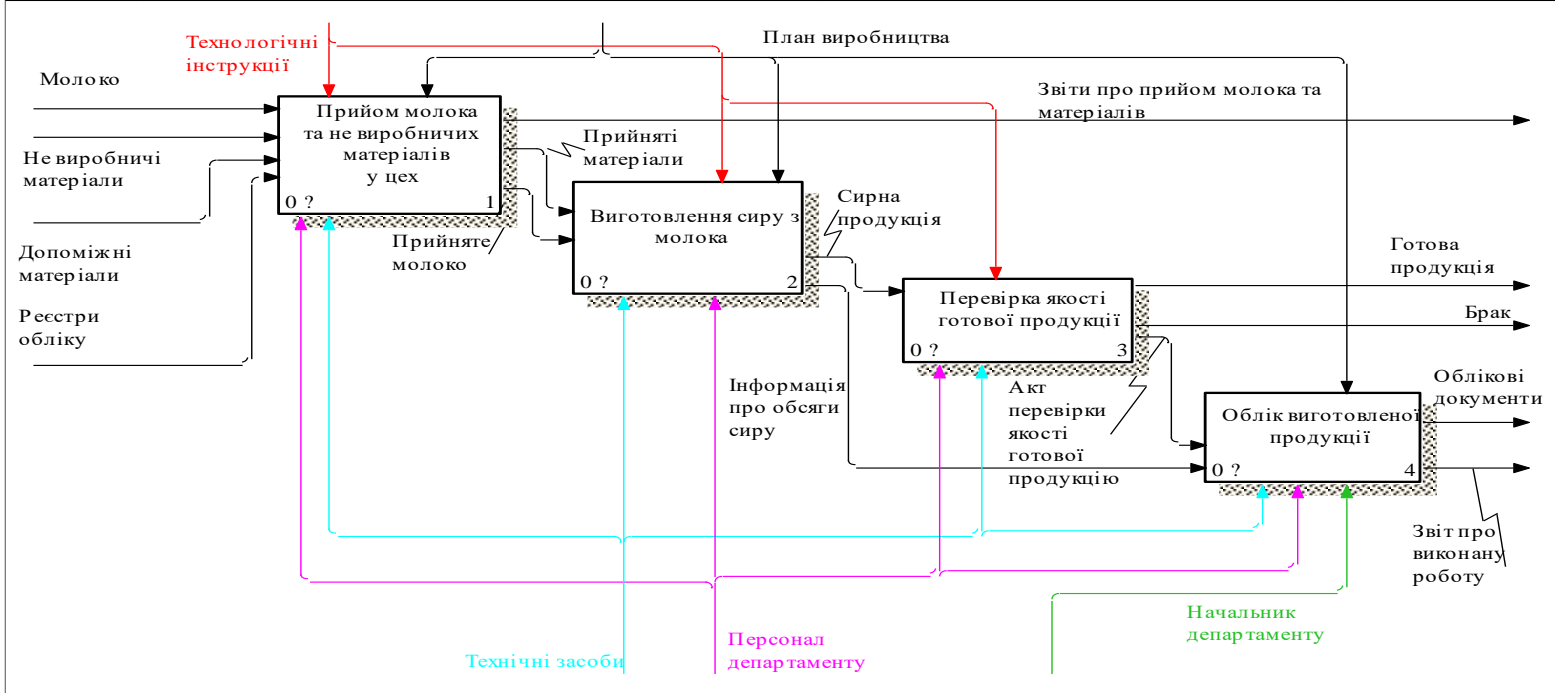 Технологічні
інструкції
План виробництва
Молоко
Не виробничі
матеріали
Допоміжні
матеріали
Реєстри
обліку
Прийом молока
та не виробничих
матеріалів
у цех
0 ?
1
Звіти про прийом молока та
матеріалів
Прийняті
матеріали
Прийняте
молоко
Виготовлення сиру з
молока
0 ?
2
Сирна
продукція
Інформація
про обсяги
сиру
Перевірка якості
готової продукції
0 ?
3
Готова
продукція
Брак
Акт
перевірки
якості
готової
продукцію
Облік виготовленої
продукції
0 ?
4
Облікові
документи
Звіт про
виконану
роботу
Технічні засоби
Персонал
департаменту
Начальник
департаменту